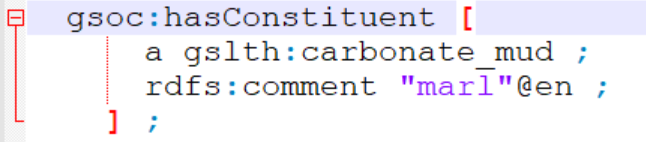 gsoc:hasConstituent [
a gslth:carbonate_mud ;
rdfs:comment "marl"@en ;
] ;